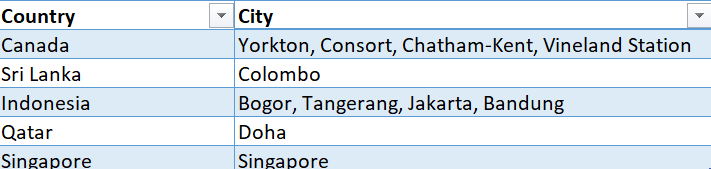 Country City
Canada Yorkton, Consort, Chatham-Kent, Vineland Station
Sri Lanka Colombo
Indonesia Bogor, Tangerang, Jakarta, Bandung
Qatar Doha
Singapore Singapore